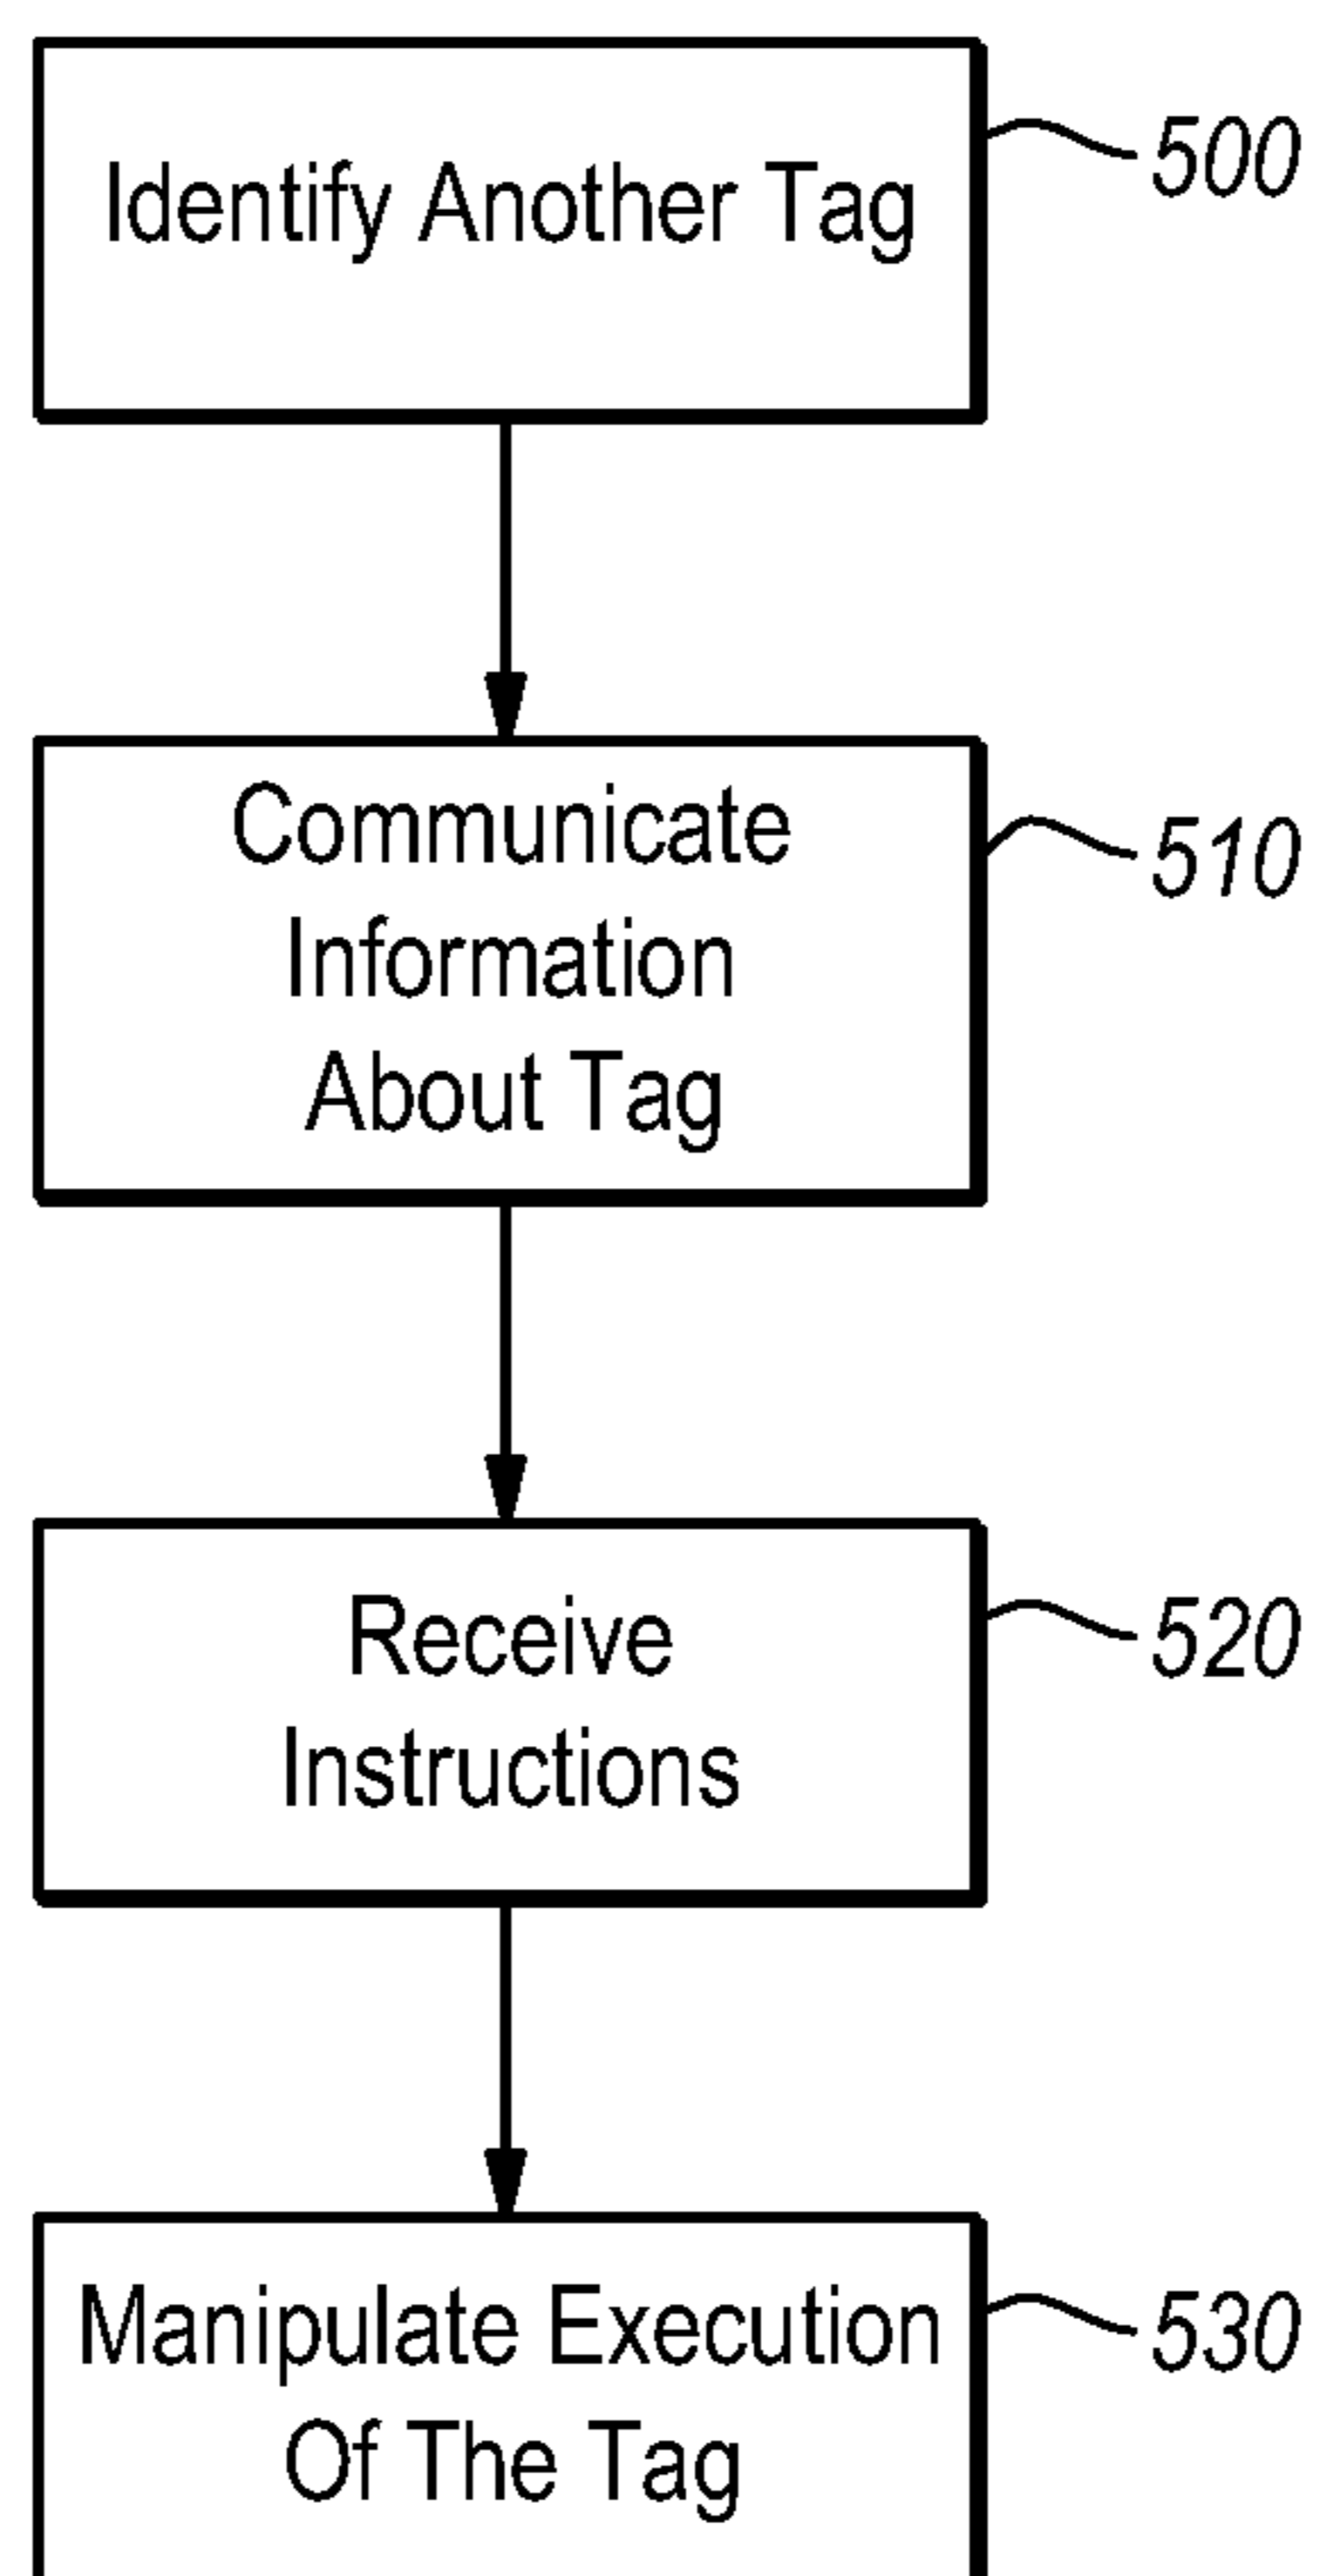 Identify Another Tag
500
Communicate
Information
About Tag
510
Receive
Instructions
520
Manipulate Execution
Of The Tag
530